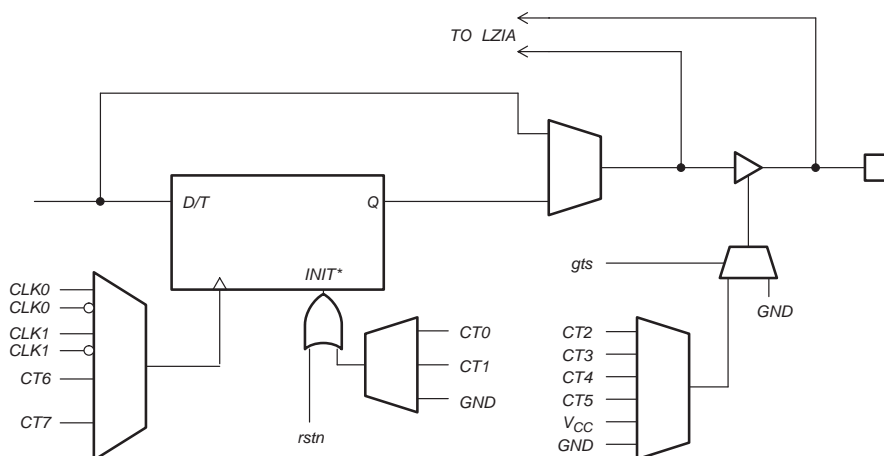 TO LZIA
D/T
Q
INIT*
CLK0
CLK0
CLK1
CLK1
CT6
CT7
rstn
CT0
CT1
GND
gts
GND
CT2
CT3
CT4
CT5
VCC
GND